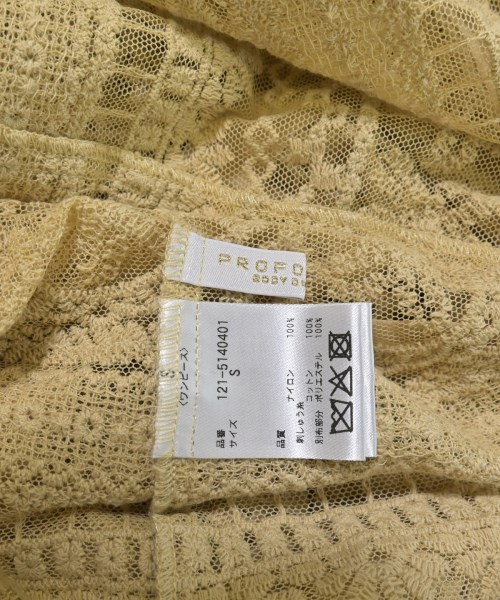 PROFO
BODY D
〈ワンピース〉 S
品番 121-5140401
サイズ S
品質 ナイロン 100%
刺しゅう糸 コットン 100%
別布部分 ポリエステル 100%